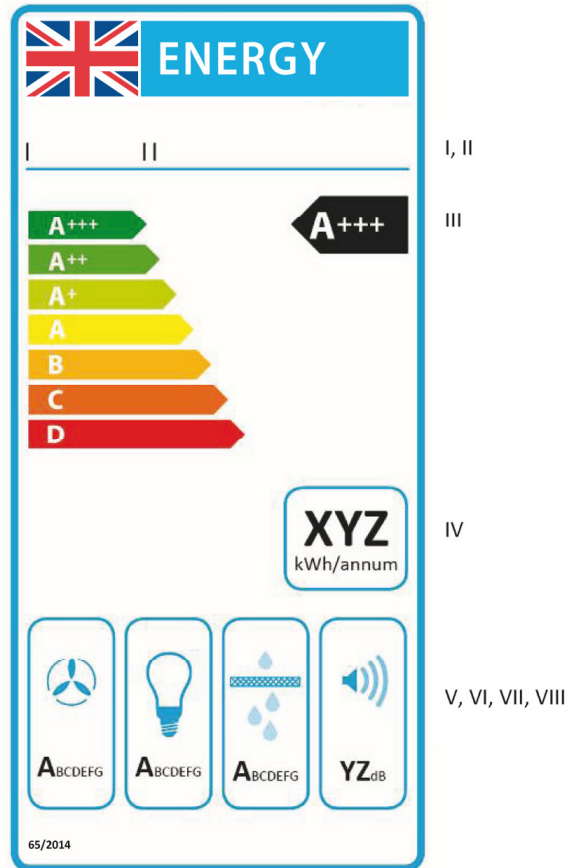 ENERGY
I II I, II
A+++ A+++ III
A++
A+
A
B
C
D
XYZ IV
kWh/annum
V, VI, VII, VIII
ABCDEFG ABCDEFG ABCDEFG YZdB
65/2014